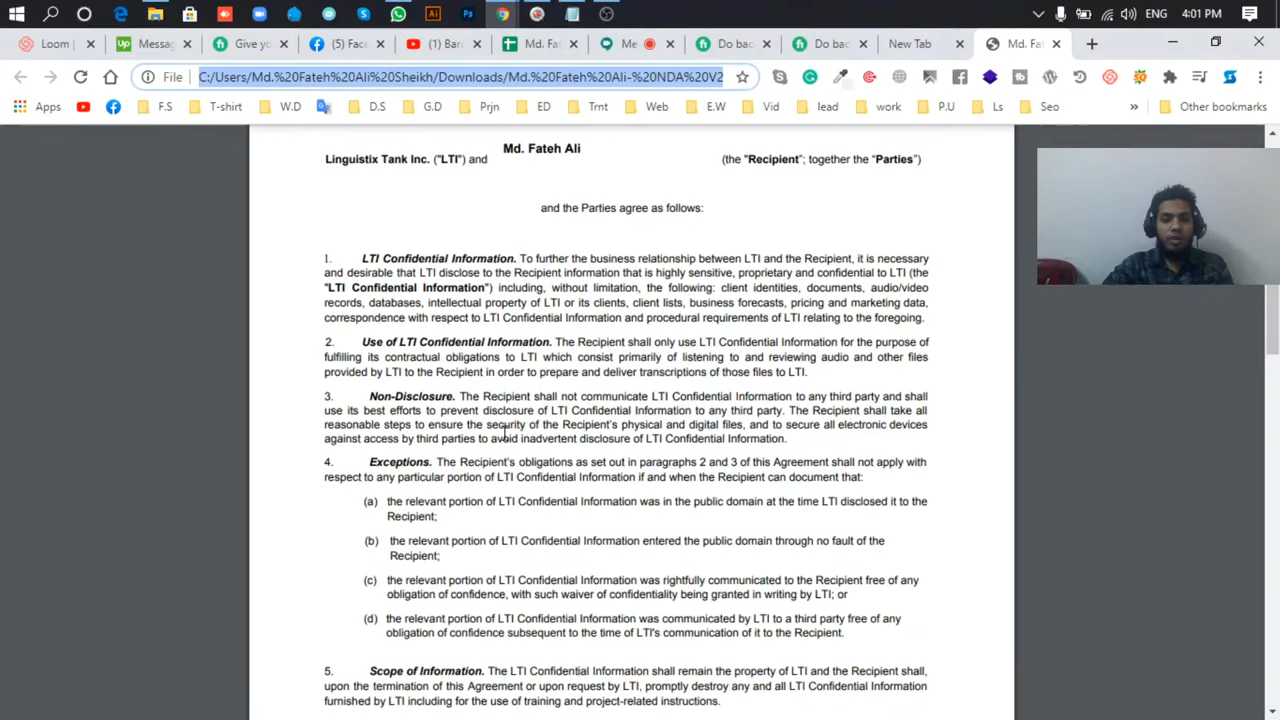 ENG 4:01 PM
Loom |
Messag
Give yo
(5) Face
(1) Bar
Md. Fa
Me
Do bac
Do bac
New Tab
Md. Fat
File C:/Users/Md.%20Fateh%20Ali%20Sheikh/Downloads/Md.%20Fateh%20Ali-%20NDA%20V2
Apps F.S T-shirt W.D D.S G.D Prjn ED Trnt Web E.W Vid lead work P.U Ls Seo » Other bookmarks
Md. Fateh Ali
Linguistix Tank Inc. ("LTI") and (the "Recipient"; together the "Parties")
and the Parties agree as follows:
1. LTI Confidential Information. To further the business relationship between LTI and the Recipient, it is necessary
and desirable that LTI disclose to the Recipient information that is highly sensitive, proprietary and confidential to LTI (the
"LTI Confidential Information") including, without limitation, the following: client identities, documents, audio/video
records, databases, intellectual property of LTI or its clients, client lists, business forecasts, pricing and marketing data,
correspondence with respect to LTI Confidential Information and procedural requirements of LTI relating to the foregoing.
2. Use of LTI Confidential Information. The Recipient shall only use LTI Confidential Information for the purpose of
fulfilling its contractual obligations to LTI which consist primarily of listening to and reviewing audio and other files
provided by LTI to the Recipient in order to prepare and deliver transcriptions of those files to LTI.
3. Non-Disclosure. The Recipient shall not communicate LTI Confidential Information to any third party and shall
use its best efforts to prevent disclosure of LTI Confidential Information to any third party. The Recipient shall take all
reasonable steps to ensure the security of the Recipient's physical and digital files, and to secure all electronic devices
against access by third parties to avoid inadvertent disclosure of LTI Confidential Information.
4. Exceptions. The Recipient's obligations as set out in paragraphs 2 and 3 of this Agreement shall not apply with
respect to any particular portion of LTI Confidential Information if and when the Recipient can document that:
(a) the relevant portion of LTI Confidential Information was in the public domain at the time LTI disclosed it to the
Recipient;
(b) the relevant portion of LTI Confidential Information entered the public domain through no fault of the
Recipient;
(c) the relevant portion of LTI Confidential Information was rightfully communicated to the Recipient free of any
obligation of confidence, with such waiver of confidentiality being granted in writing by LTI; or
(d) the relevant portion of LTI Confidential Information was communicated by LTI to a third party free of any
obligation of confidence subsequent to the time of LTI's communication of it to the Recipient.
5. Scope of Information. The LTI Confidential Information shall remain the property of LTI and the Recipient shall,
upon the termination of this Agreement or upon request by LTI, promptly destroy any and all LTI Confidential Information
furnished by LTI including for the use of training and project-related instructions.